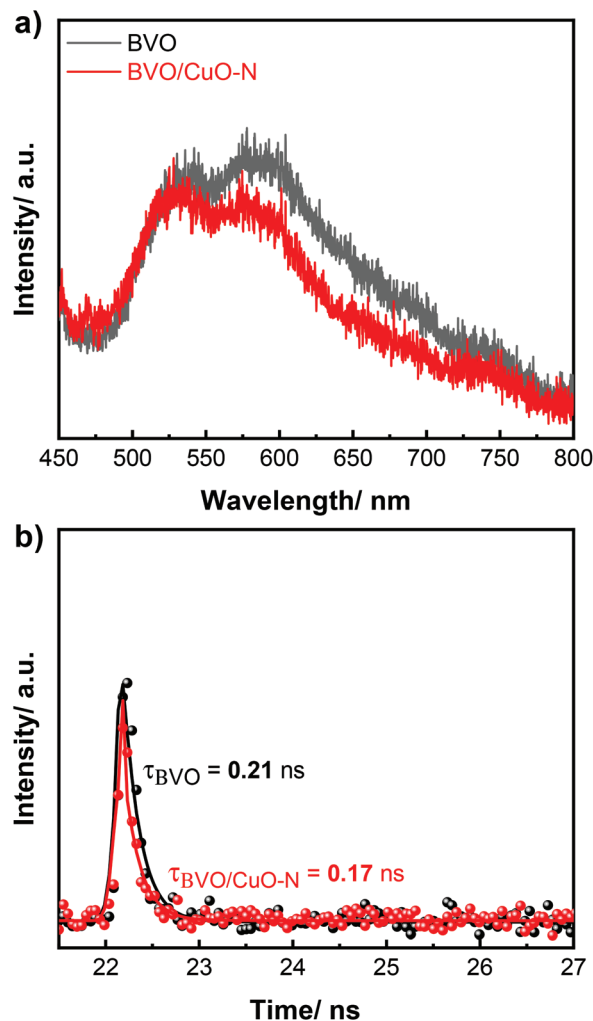 a)
BVO
BVO/CuO-N
Intensity/ a.u.
450 500 550 600 650 700 750 800
Wavelength/ nm
b)
Intensity/ a.u.
τBVO = 0.21 ns
τBVO/CuO-N = 0.17 ns
22 23 24 25 26 27
Time/ ns